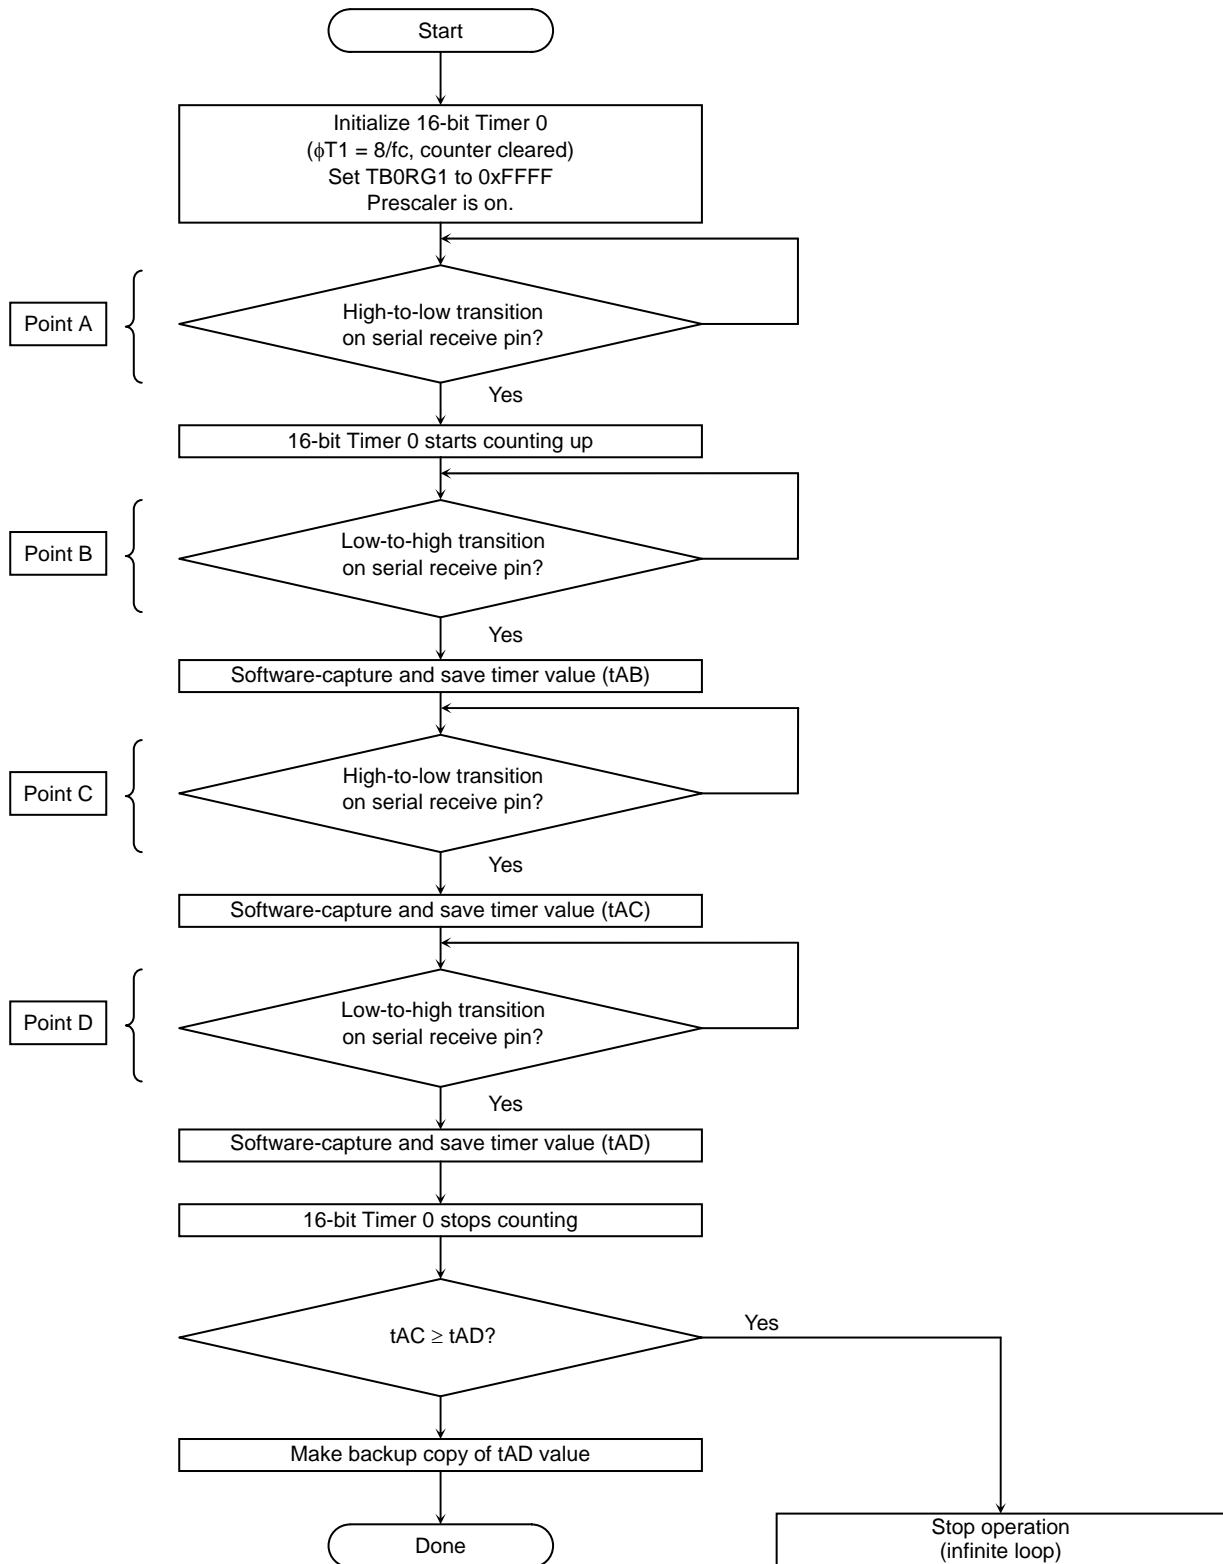 Start
Initialize 16-bit Timer 0
(ϕT1 = 8/fc, counter cleared)
Set TB0RG1 to 0xFFFF
Prescaler is on.
Point A
High-to-low transition
on serial receive pin?
Yes
16-bit Timer 0 starts counting up
Point B
Low-to-high transition
on serial receive pin?
Yes
Software-capture and save timer value (tAB)
Point C
High-to-low transition
on serial receive pin?
Yes
Software-capture and save timer value (tAC)
Point D
Low-to-high transition
on serial receive pin?
Yes
Software-capture and save timer value (tAD)
16-bit Timer 0 stops counting
tAC ≥ tAD?
Yes
Make backup copy of tAD value
Done
Stop operation
(infinite loop)